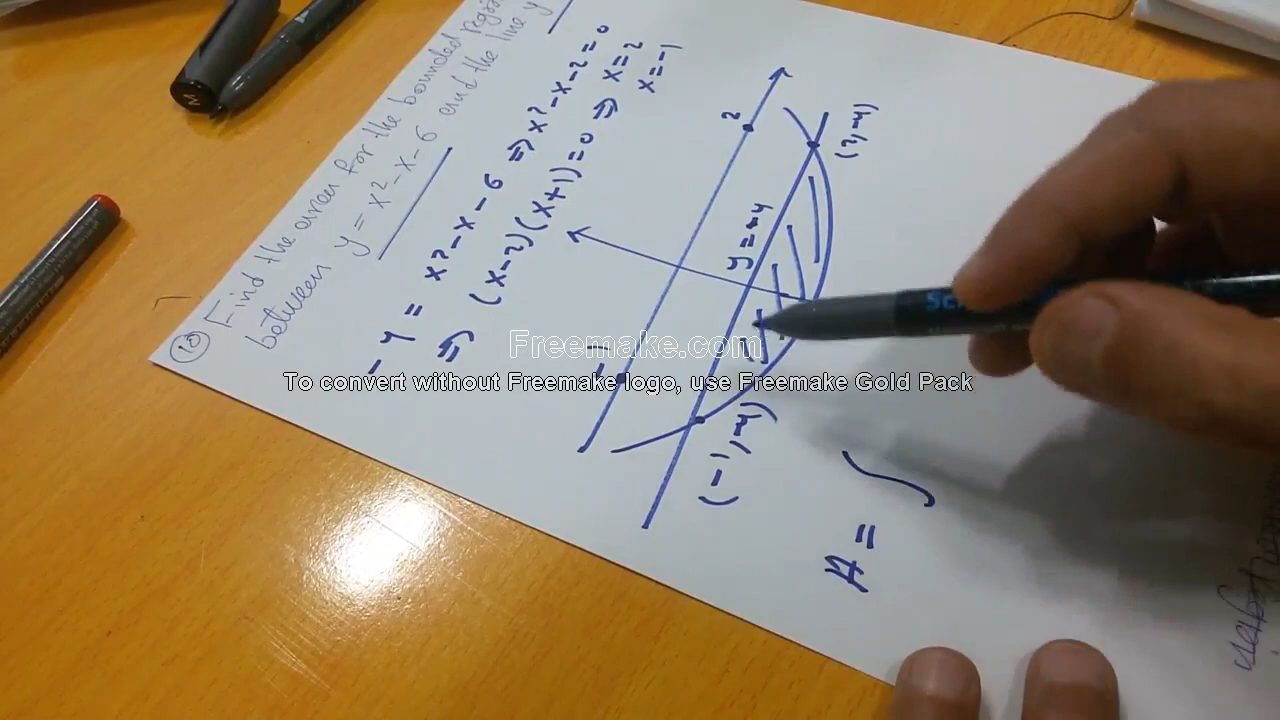 10 Find the area for the bounded region
between y = x² - x - 6 and the line y
-4 = x² - x - 6 ⇒ x² - x - 2 = 0
⇒ (x-2)(x+1) = 0 ⇒ x = 2
x = -1
-1
2
y = -4
(-1, -4)
(2, -4)
A = ∫
Freemake.com
To convert without Freemake logo, use Freemake Gold Pack